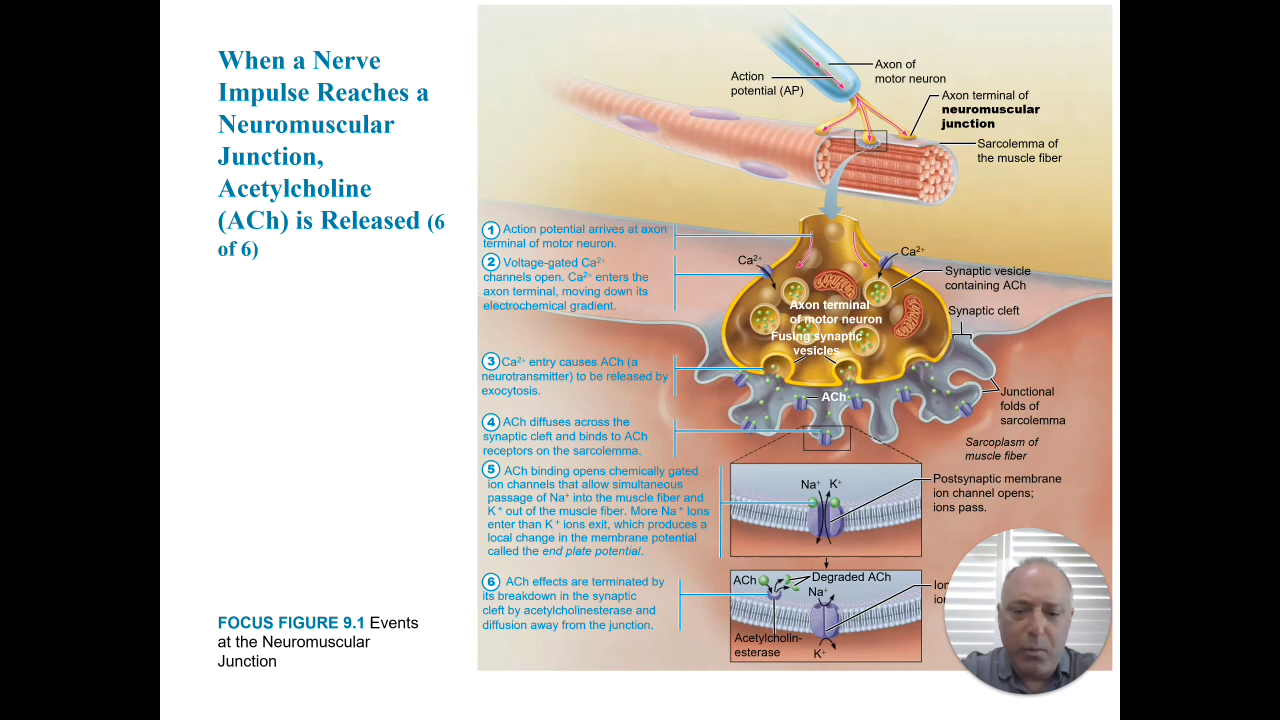 When a Nerve
Impulse Reaches a
Neuromuscular
Junction,
Acetylcholine
(ACh) is Released (6
of 6)
FOCUS FIGURE 9.1 Events
at the Neuromuscular
Junction
Action
potential (AP)
Axon of
motor neuron
Axon terminal of
neuromuscular
junction
Sarcolemma of
the muscle fiber
1 Action potential arrives at axon
terminal of motor neuron.
2 Voltage-gated Ca²⁺
channels open. Ca²⁺ enters the
axon terminal, moving down its
electrochemical gradient.
Ca²⁺
Ca²⁺
Synaptic vesicle
containing ACh
Axon terminal
of motor neuron
Synaptic cleft
Fusing synaptic
vesicles
3 Ca²⁺ entry causes ACh (a
neurotransmitter) to be released by
exocytosis.
ACh
Junctional
folds of
sarcolemma
4 ACh diffuses across the
synaptic cleft and binds to ACh
receptors on the sarcolemma.
Sarcoplasm of
muscle fiber
5 ACh binding opens chemically gated
ion channels that allow simultaneous
passage of Na⁺ into the muscle fiber and
K⁺ out of the muscle fiber. More Na⁺ Ions
enter than K⁺ ions exit, which produces a
local change in the membrane potential
called the end plate potential.
Na⁺ K⁺
Postsynaptic membrane
ion channel opens;
ions pass.
6 ACh effects are terminated by
its breakdown in the synaptic
cleft by acetylcholinesterase and
diffusion away from the junction.
ACh
Degraded ACh
Na⁺
Acetylcholin-
esterase
K⁺